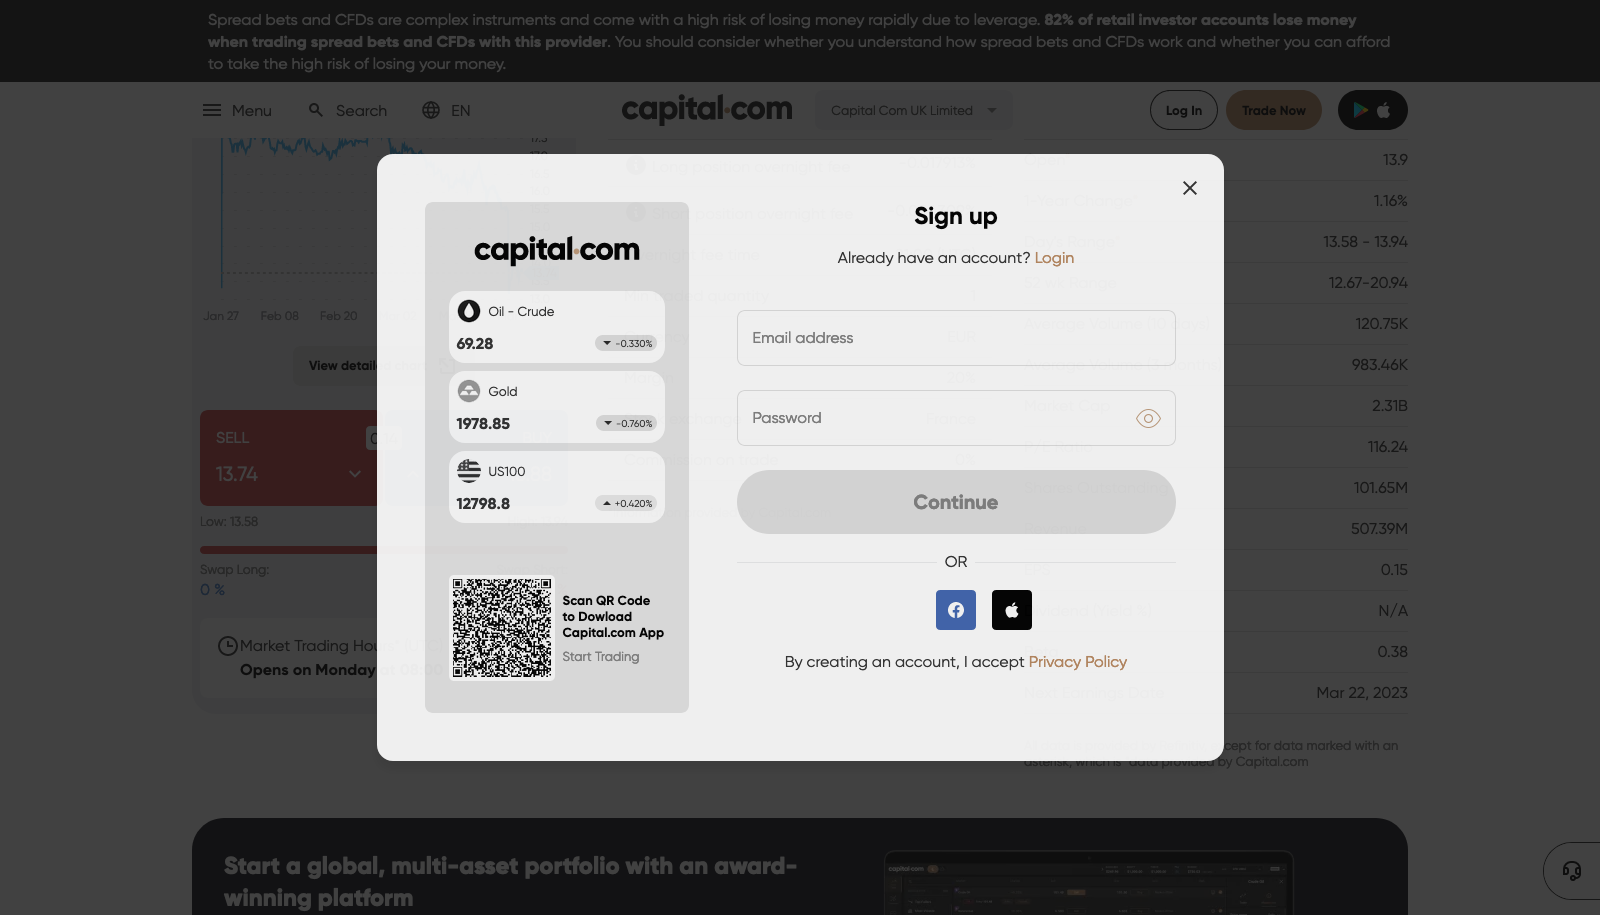 Spread bets and CFDs are complex instruments and come with a high risk of losing money rapidly due to leverage. 82% of retail investor accounts lose money
when trading spread bets and CFDs with this provider. You should consider whether you understand how spread bets and CFDs work and whether you can afford
to take the high risk of losing your money.
Menu
Search
EN
capital.com
Capital Com UK Limited
Log In
Trade Now
Jan 27
Feb 08
Feb 20
View detailed
SELL
13.74
Low: 13.58
Swap Long:
0 %
Market Trading Hou
Opens on Monday at
capital.com
Oil - Crude
69.28
-0.330%
Gold
1978.85
-0.760%
US100
12798.8
+0.420%
Scan QR Code
to Dowload
Capital.com App
Start Trading
Sign up
Already have an account? Login
Email address
Password
Continue
OR
By creating an account, I accept Privacy Policy
13.9
1.16%
13.58 - 13.94
12.67-20.94
120.75K
983.46K
2.31B
116.24
101.65M
507.39M
0.15
N/A
0.38
Mar 22, 2023
cept for data marked with an
asterisk, which is data provided by Capital.com
Start a global, multi-asset portfolio with an award-
winning platform
capital.com